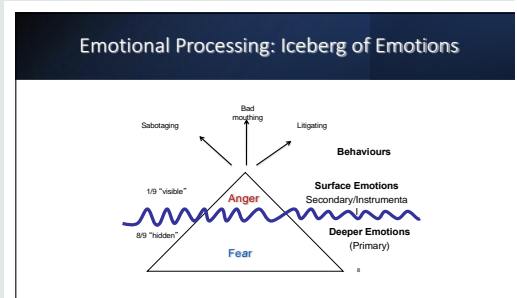 Emotional Processing: Iceberg of Emotions
Bad
mouthing
Sabotaging
Litigating
Behaviours
1/9 "visible"
Anger
Surface Emotions
Secondary/Instrumenta
l
8/9 "hidden"
Deeper Emotions
(Primary)
Fear
8